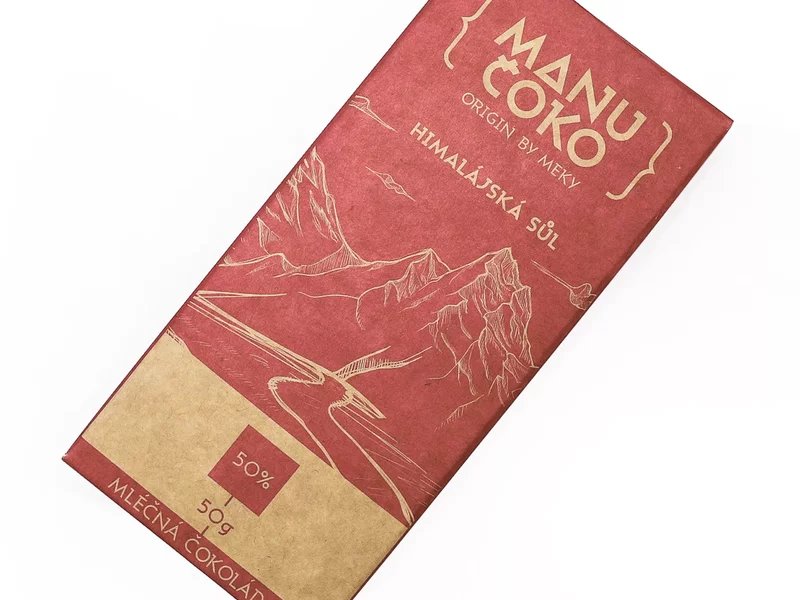 MANU
ČOKO
ORIGIN BY MEKY
HIMALÁJSKÁ SŮL
50%
50g
MLÉČNÁ ČOKOLÁD